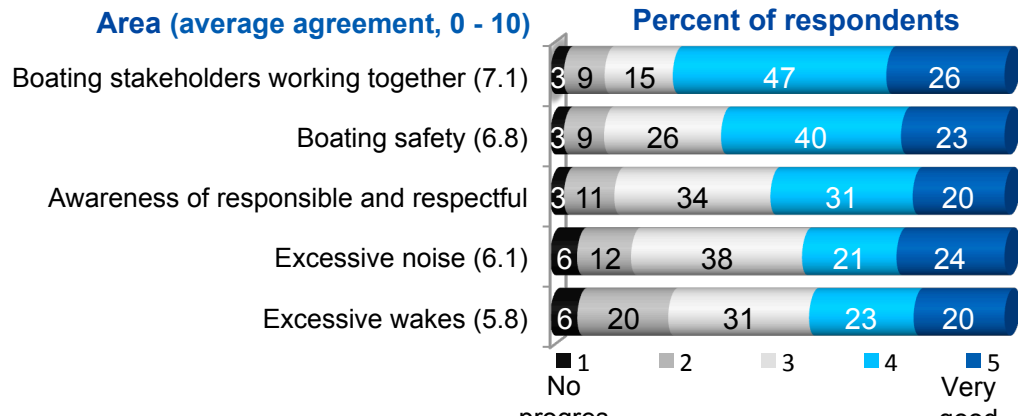 Area (average agreement, 0 - 10) Percent of respondents
Boating stakeholders working together (7.1) 3 9 15 47 26
Boating safety (6.8) 3 9 26 40 23
Awareness of responsible and respectful 3 11 34 31 20
Excessive noise (6.1) 6 12 38 21 24
Excessive wakes (5.8) 6 20 31 23 20
1 2 3 4 5
No Very
progres good